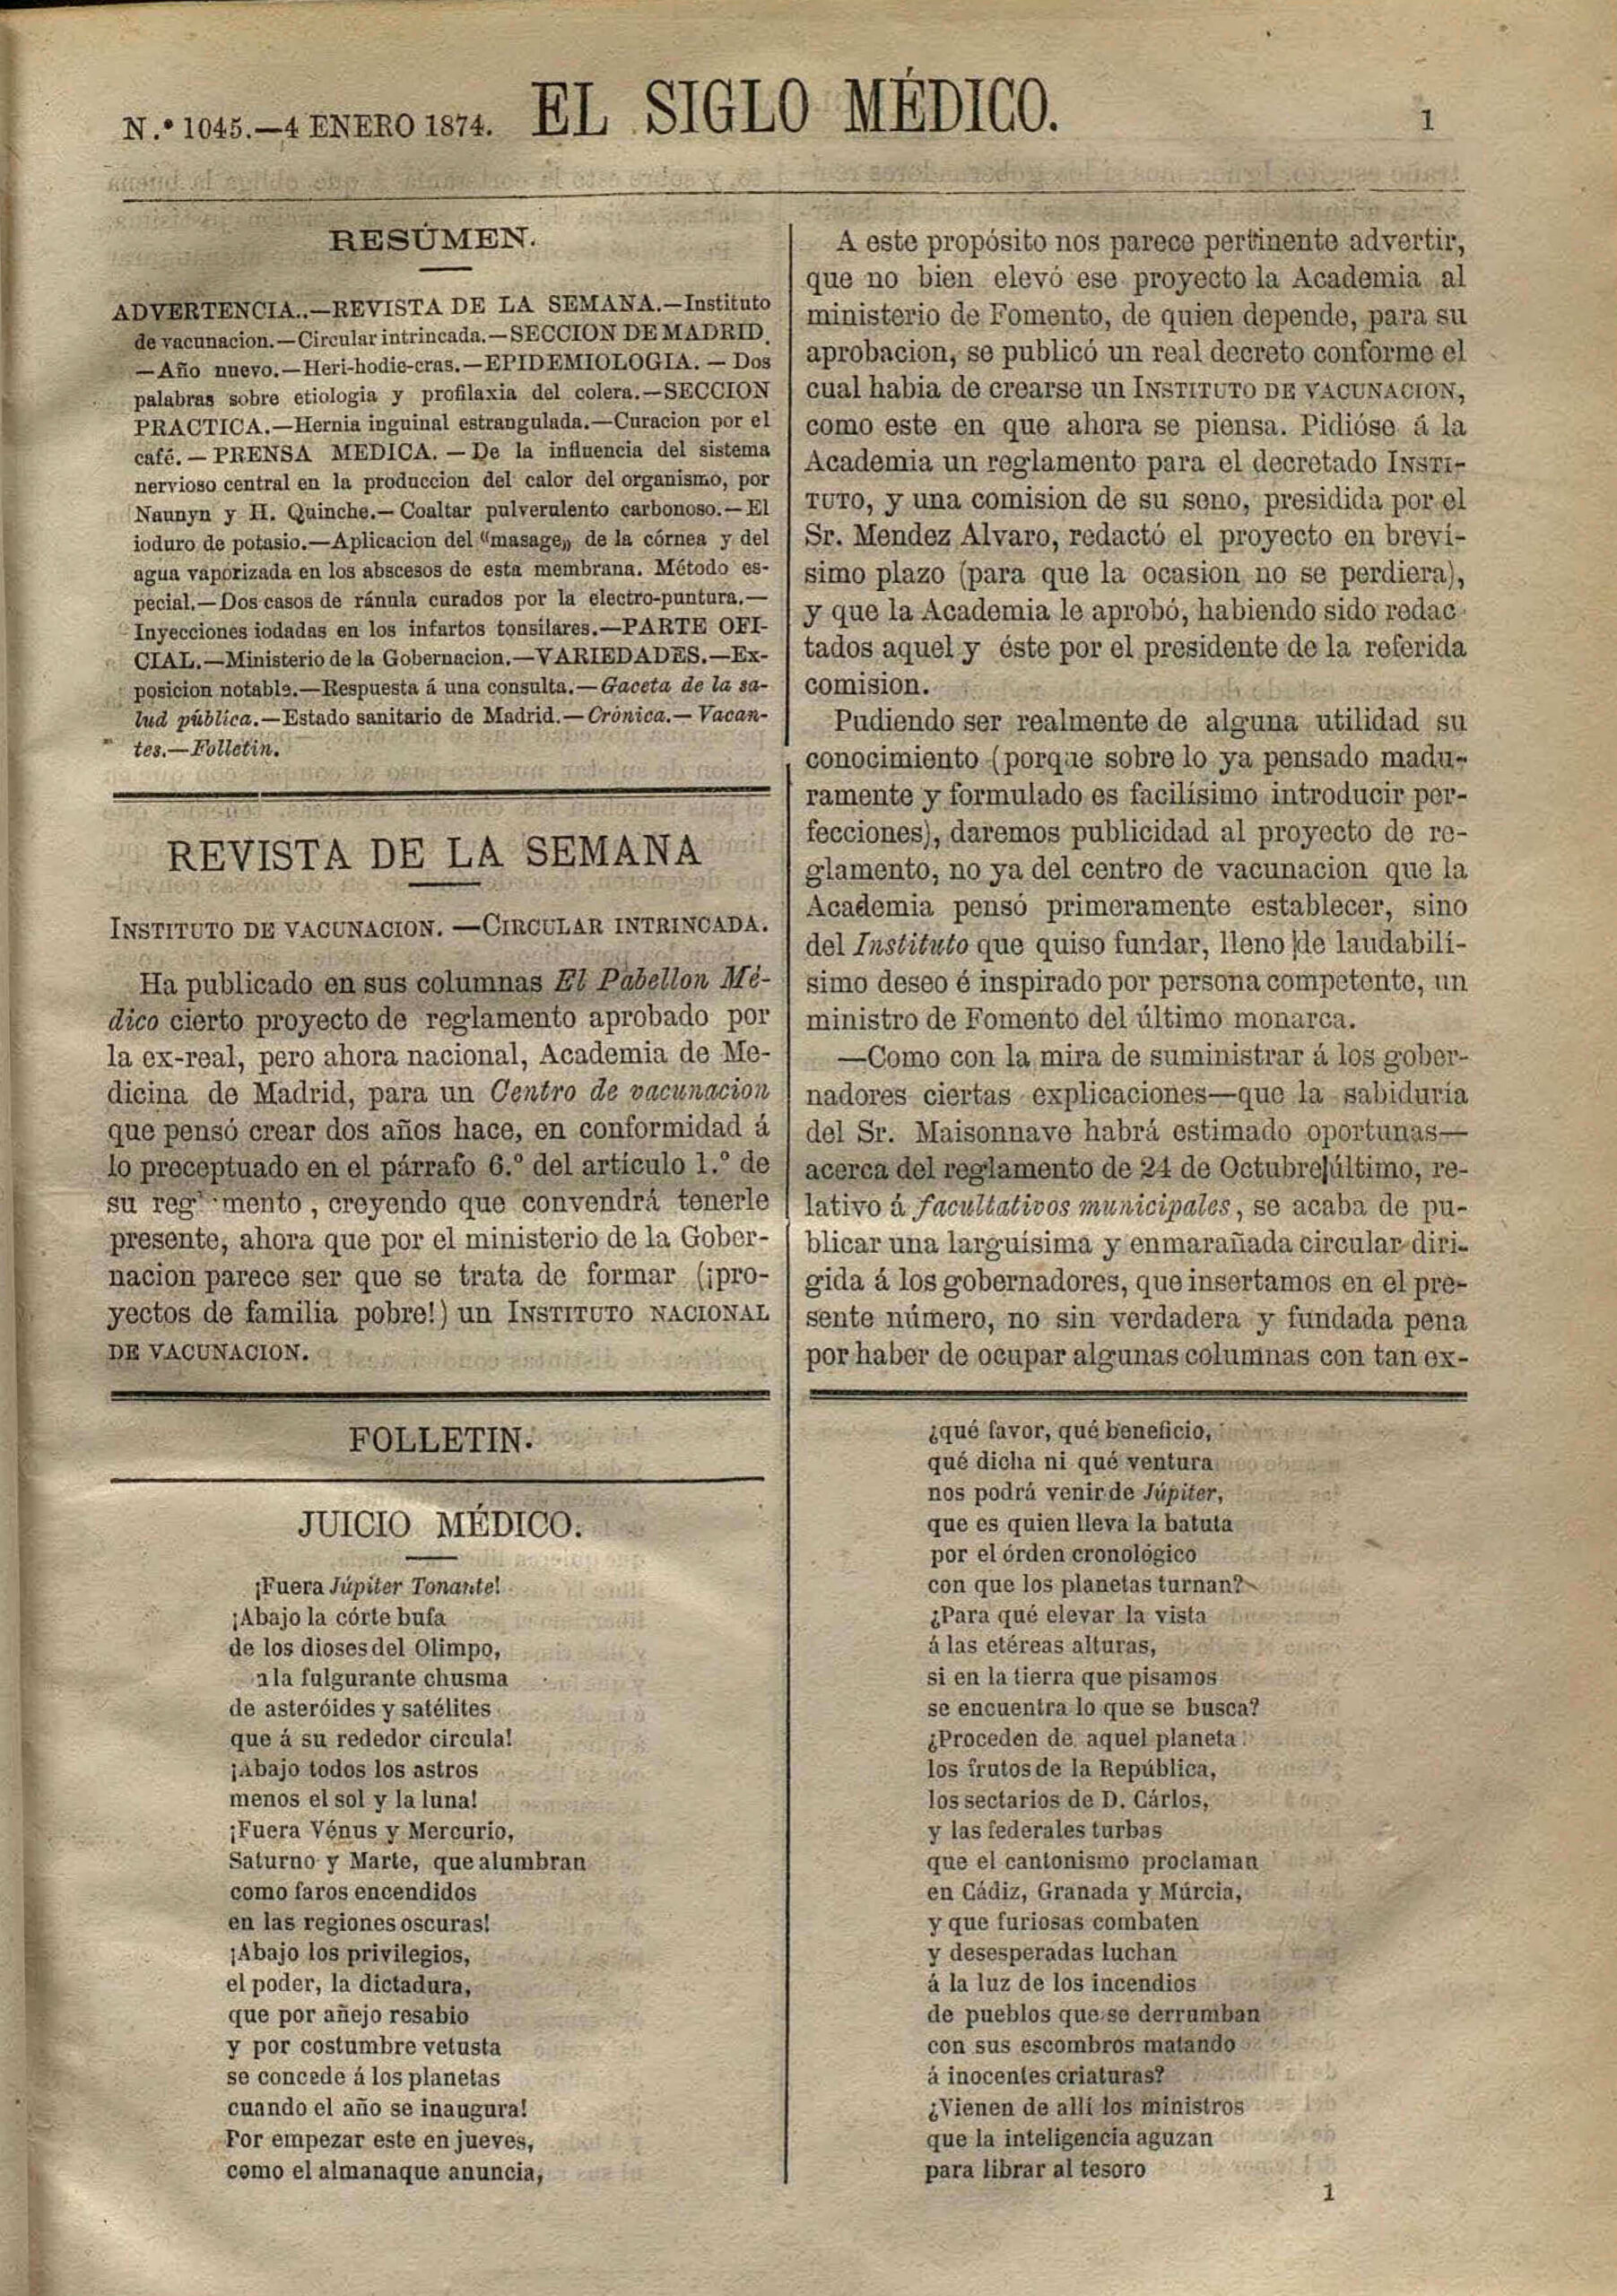 N.º 1045.—4 ENERO 1874. EL SIGLO MÉDICO. 1
RESÚMEN.
ADVERTENCIA..—REVISTA DE LA SEMANA.—Instituto
de vacunacion.—Circular intrincada.—SECCION DE MADRID.
—Año nuevo.—Heri-hodie-cras.—EPIDEMIOLOGIA.—Dos
palabras sobre etiologia y profilaxia del colera.—SECCION
PRACTICA.—Hernia inguinal estrangulada.—Curacion por el
café.—PRENSA MEDICA.—De la influencia del sistema
nervioso central en la produccion del calor del organismo, por
Naunyn y H. Quinche.—Coaltar pulverulento carbonoso.—El
ioduro de potasio.—Aplicacion del “masage„ de la córnea y del
agua vaporizada en los abscesos de esta membrana. Método es-
pecial.—Dos casos de ránula curados por la electro-puntura.—
Inyecciones iodadas en los infartos tonsilares.—PARTE OFI-
CIAL.—Ministerio de la Gobernacion.—VARIEDADES.—Ex-
posicion notable.—Respuesta á una consulta.—Gaceta de la sa-
lud pública.—Estado sanitario de Madrid.—Crónica.—Vacan-
tes.—Folletin.
REVISTA DE LA SEMANA
INSTITUTO DE VACUNACION.—CIRCULAR INTRINCADA.
Ha publicado en sus columnas El Pabellon Mé-
dico cierto proyecto de reglamento aprobado por
la ex-real, pero ahora nacional, Academia de Me-
dicina de Madrid, para un Centro de vacunacion
que pensó crear dos años hace, en conformidad á
lo preceptuado en el párrafo 6.º del artículo 1.º de
su reg mento, creyendo que convendrá tenerle
presente, ahora que por el ministerio de la Gober-
nacion parece ser que se trata de formar (¡pro-
yectos de familia pobre!) un INSTITUTO NACIONAL
DE VACUNACION.
A este propósito nos parece pertinente advertir,
que no bien elevó ese proyecto la Academia al
ministerio de Fomento, de quien depende, para su
aprobacion, se publicó un real decreto conforme el
cual habia de crearse un INSTITUTO DE VACUNACION,
como este en que ahora se piensa. Pidióse á la
Academia un reglamento para el decretado INSTI-
TUTO, y una comision de su seno, presidida por el
Sr. Mendez Alvaro, redactó el proyecto en breví-
simo plazo (para que la ocasion no se perdiera),
y que la Academia le aprobó, habiendo sido redac
tados aquel y éste por el presidente de la referida
comision.
Pudiendo ser realmente de alguna utilidad su
conocimiento (porque sobre lo ya pensado madu-
ramente y formulado es facilísimo introducir per-
fecciones), daremos publicidad al proyecto de re-
glamento, no ya del centro de vacunacion que la
Academia pensó primeramente establecer, sino
del Instituto que quiso fundar, lleno de laudabilí-
simo deseo é inspirado por persona competente, un
ministro de Fomento del último monarca.
—Como con la mira de suministrar á los gober-
nadores ciertas explicaciones—que la sabiduría
del Sr. Maisonnave habrá estimado oportunas—
acerca del reglamento de 24 de Octubre último, re-
lativo á facultativos municipales, se acaba de pu-
blicar una larguísima y enmarañada circular diri-
gida á los gobernadores, que insertamos en el pre-
sente número, no sin verdadera y fundada pena
por haber de ocupar algunas columnas con tan ex-
FOLLETIN.
JUICIO MÉDICO.
¡Fuera Júpiter Tonante!
¡Abajo la córte bufa
de los dioses del Olimpo,
a la fulgurante chusma
de asteróides y satélites
que á su rededor circula!
¡Abajo todos los astros
menos el sol y la luna!
¡Fuera Vénus y Mercurio,
Saturno y Marte, que alumbran
como faros encendidos
en las regiones oscuras!
¡Abajo los privilegios,
el poder, la dictadura,
que por añejo resabio
y por costumbre vetusta
se concede á los planetas
cuando el año se inaugura!
Por empezar este en jueves,
como el almanaque anuncia,
¿qué favor, qué beneficio,
qué dicha ni qué ventura
nos podrá venir de Júpiter,
que es quien lleva la batuta
por el órden cronológico
con que los planetas turnan?
¿Para qué elevar la vista
á las etéreas alturas,
si en la tierra que pisamos
se encuentra lo que se busca?
¿Proceden de aquel planeta
los frutos de la República,
los sectarios de D. Cárlos,
y las federales turbas
que el cantonismo proclaman
en Cádiz, Granada y Múrcia,
y que furiosas combaten
y desesperadas luchan
á la luz de los incendios
de pueblos que se derrumban
con sus escombros matando
á inocentes criaturas?
¿Vienen de allí los ministros
que la inteligencia aguzan
para librar al tesoro
1